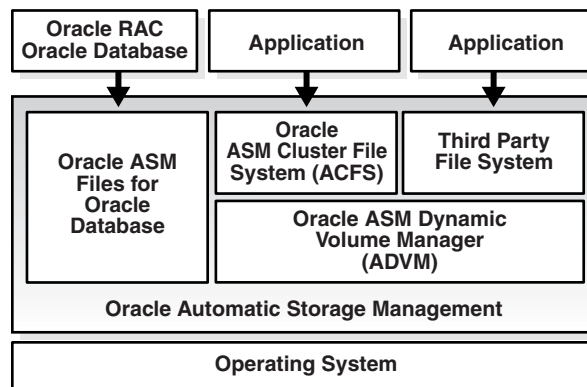 Oracle RAC
Oracle Database
Application
Application
Oracle ASM
Files for
Oracle
Database
Oracle
ASM Cluster File
System (ACFS)
Third Party
File System
Oracle ASM Dynamic
Volume Manager
(ADVM)
Oracle Automatic Storage Management
Operating System